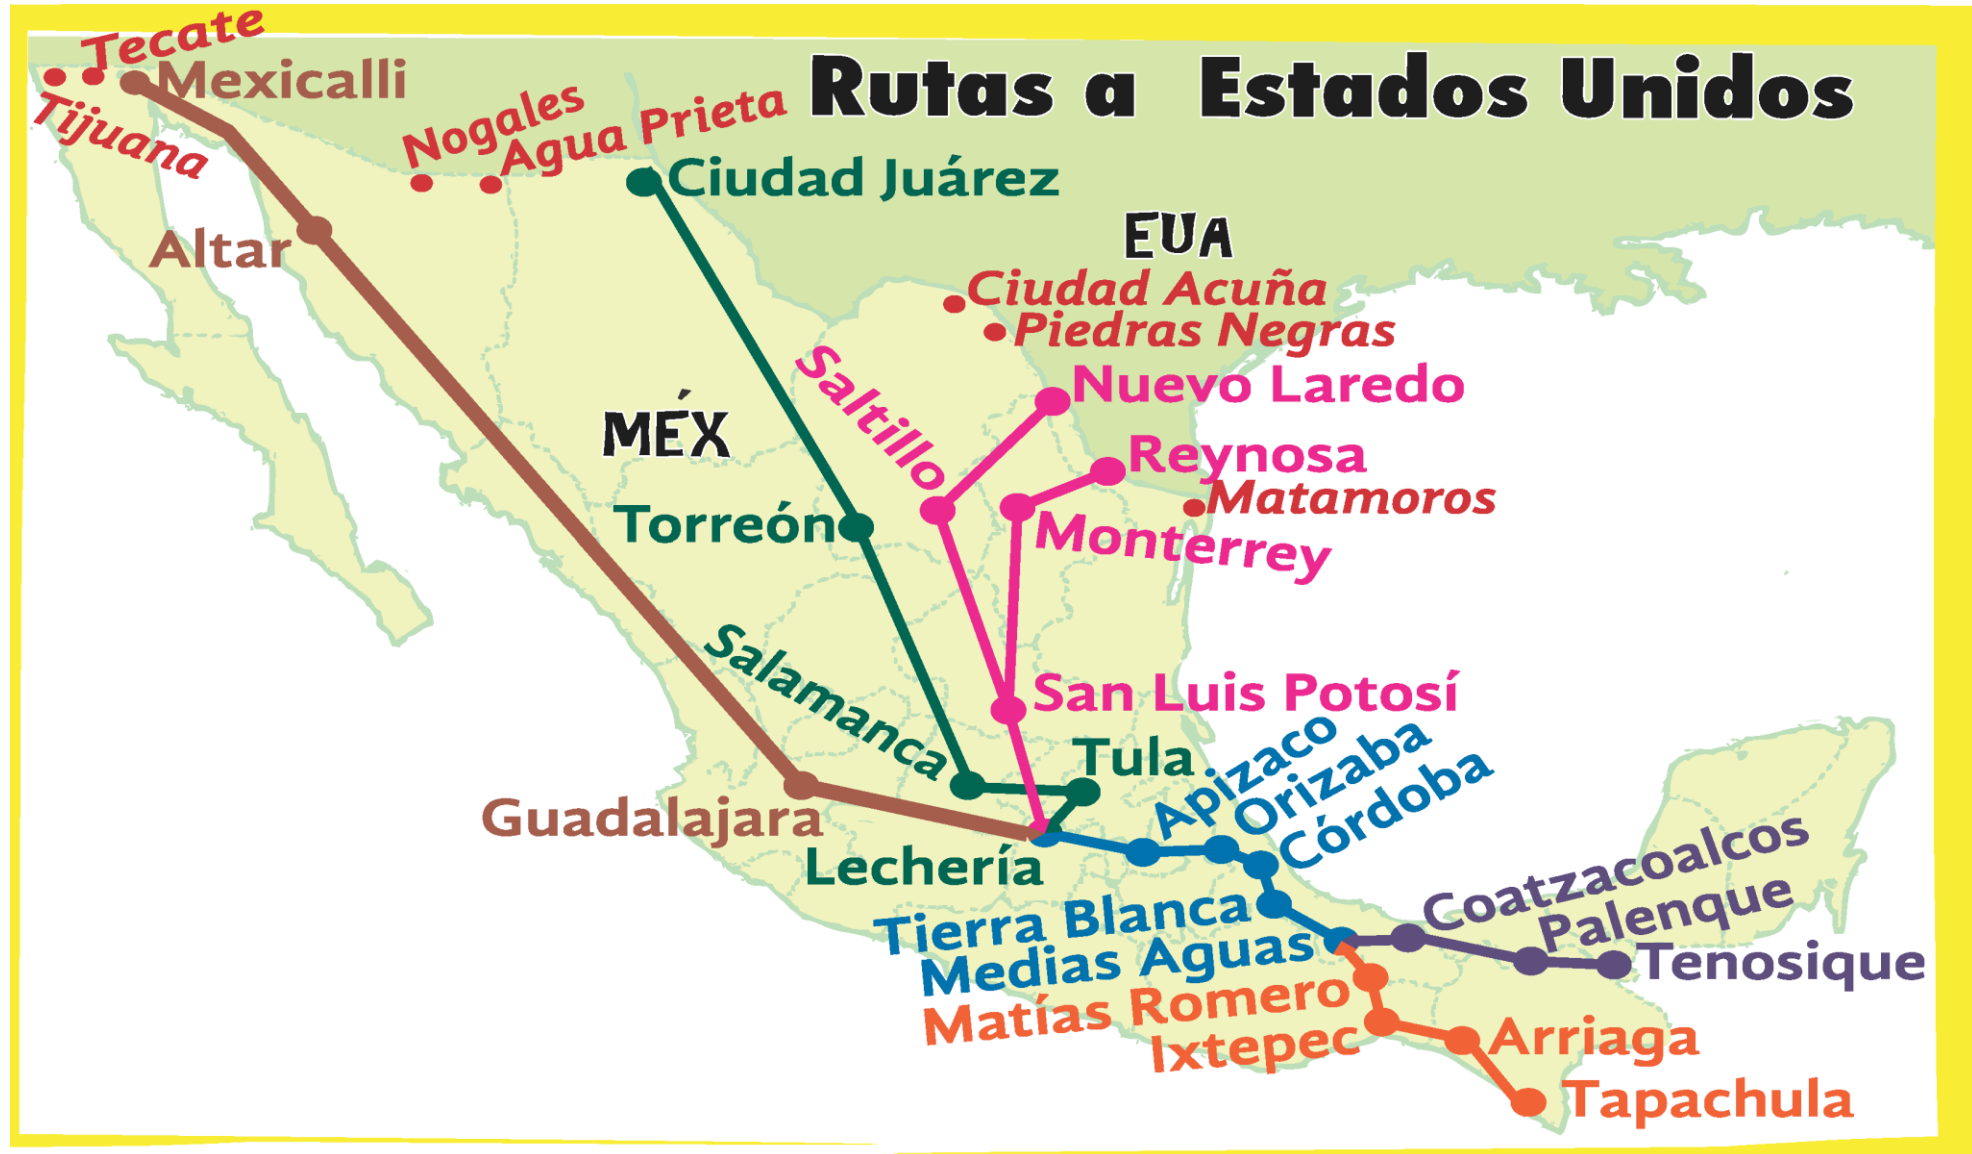 Tecate
Mexicalli
Tijuana
Rutas a Estados Unidos
Nogales
Agua Prieta
Ciudad Juárez
Altar
EUA
Ciudad Acuña
Piedras Negras
Saltillo
Nuevo Laredo
MÉX
Reynosa
Matamoros
Torreón
Monterrey
Salamanca
San Luis Potosí
Tula
Apizaco
Orizaba
Córdoba
Guadalajara
Lechería
Coatzacoalcos
Palenque
Tierra Blanca
Medias Aguas
Tenosique
Matías Romero
Ixtepec
Arriaga
Tapachula